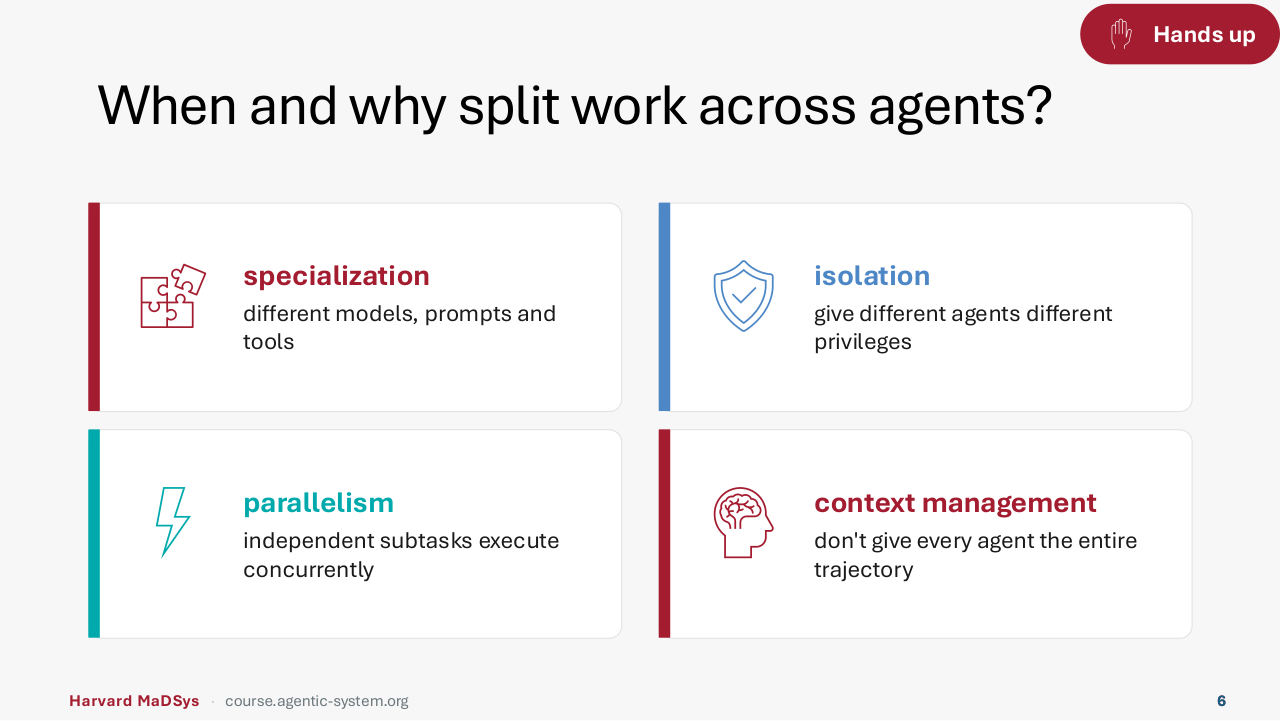 Hands up
When and why split work across agents?
specialization
different models, prompts and
tools
isolation
give different agents different
privileges
parallelism
independent subtasks execute
concurrently
context management
don't give every agent the entire
trajectory
Harvard MaDSys · course.agentic-system.org
6